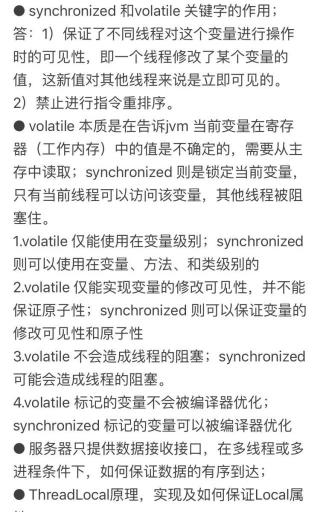 ● synchronized 和volatile 关键字的作用；
答：1）保证了不同线程对这个变量进行操作
时的可见性，即一个线程修改了某个变量的
值，这新值对其他线程来说是立即可见的。
2）禁止进行指令重排序。
● volatile 本质是在告诉jvm 当前变量在寄存
器（工作内存）中的值是不确定的，需要从主
存中读取；synchronized 则是锁定当前变量，
只有当前线程可以访问该变量，其他线程被阻
塞住。
1.volatile 仅能使用在变量级别；synchronized
则可以使用在变量、方法、和类级别的
2.volatile 仅能实现变量的修改可见性，并不能
保证原子性；synchronized 则可以保证变量的
修改可见性和原子性
3.volatile 不会造成线程的阻塞；synchronized
可能会造成线程的阻塞。
4.volatile 标记的变量不会被编译器优化；
synchronized 标记的变量可以被编译器优化
● 服务器只提供数据接收接口，在多线程或多
进程条件下，如何保证数据的有序到达；
● ThreadLocal原理，实现及如何保证Local属